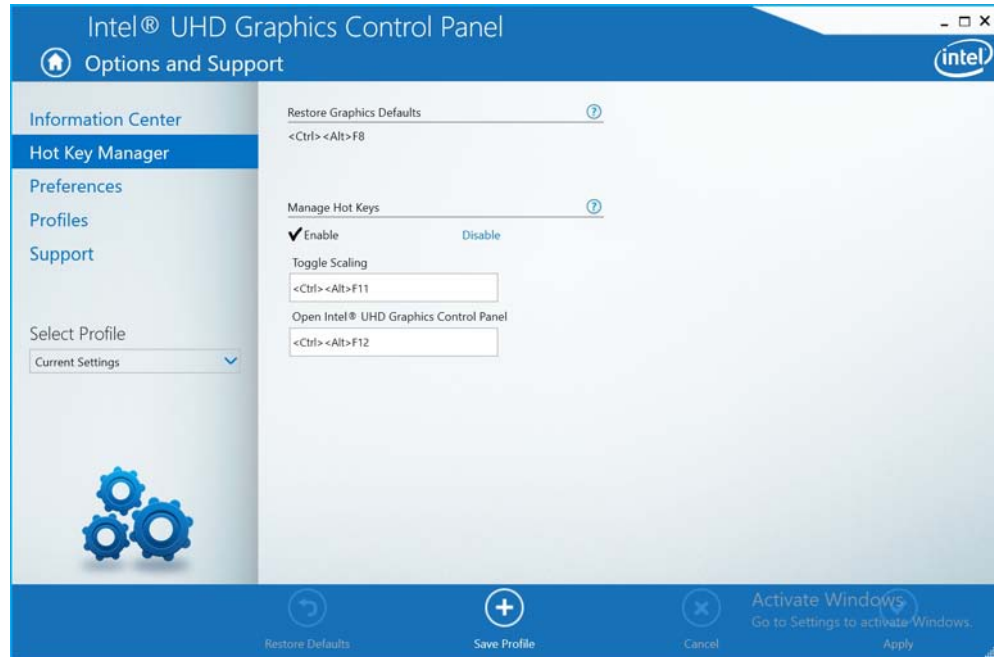 Intel® UHD Graphics Control Panel
Options and Support
intel
Information Center
Hot Key Manager
Preferences
Profiles
Support
Select Profile
Current Settings
Restore Graphics Defaults
?
<Ctrl><Alt>F8
Manage Hot Keys
?
Enable
Disable
Toggle Scaling
<Ctrl><Alt>F11
Open Intel® UHD Graphics Control Panel
<Ctrl><Alt>F12
Restore Defaults
Save Profile
Cancel
Apply
Activate Windows
Go to Settings to activate Windows.